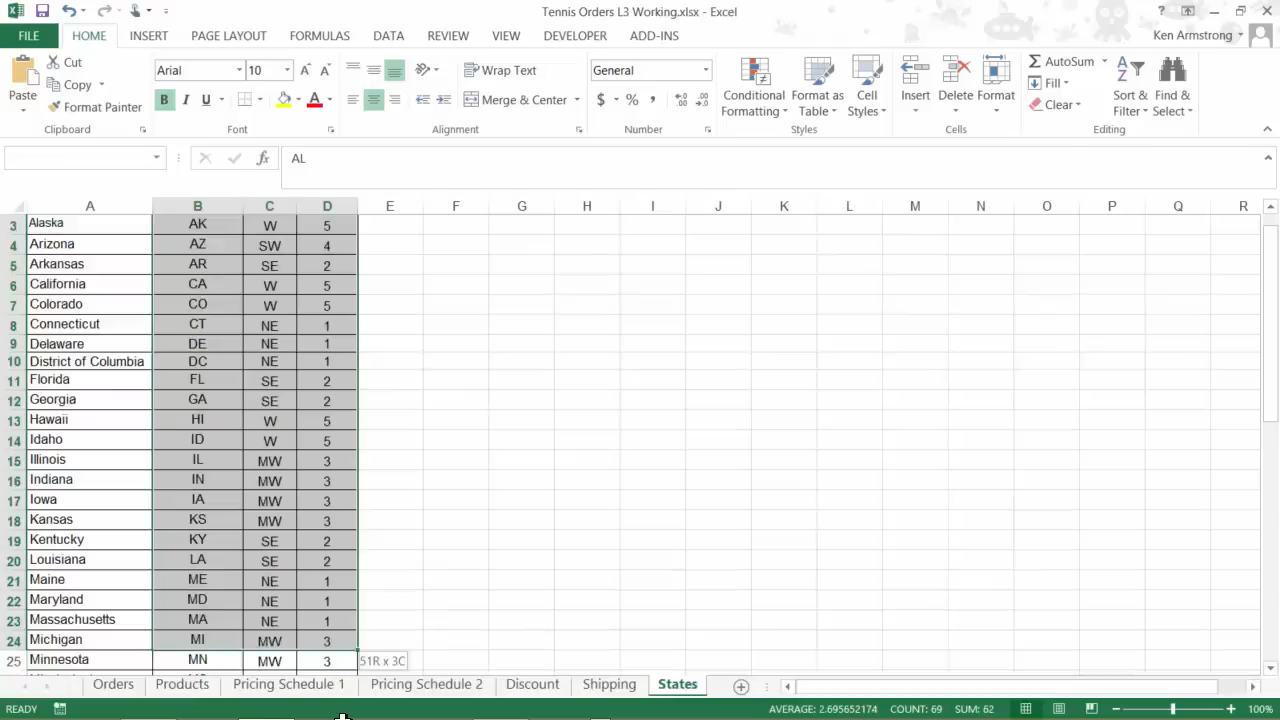 Tennis Orders L3 Working.xlsx - Excel
?
FILE HOME INSERT PAGE LAYOUT FORMULAS DATA REVIEW VIEW DEVELOPER ADD-INS Ken Armstrong
Paste
Cut
Copy
Format Painter
Clipboard
Arial 10 A A
B I U A
Font
Wrap Text
Merge & Center
Alignment
General
$ % , .0 .00 .00 .0
Number
Conditional Formatting
Format as Table
Cell Styles
Styles
Insert
Delete
Format
Cells
AutoSum
Fill
Clear
Sort & Filter
Find & Select
Editing
fx AL
A B C D E F G H I J K L M N O P Q R
3 Alaska AK W 5
4 Arizona AZ SW 4
5 Arkansas AR SE 2
6 California CA W 5
7 Colorado CO W 5
8 Connecticut CT NE 1
9 Delaware DE NE 1
10 District of Columbia DC NE 1
11 Florida FL SE 2
12 Georgia GA SE 2
13 Hawaii HI W 5
14 Idaho ID W 5
15 Illinois IL MW 3
16 Indiana IN MW 3
17 Iowa IA MW 3
18 Kansas KS MW 3
19 Kentucky KY SE 2
20 Louisiana LA SE 2
21 Maine ME NE 1
22 Maryland MD NE 1
23 Massachusetts MA NE 1
24 Michigan MI MW 3
25 Minnesota MN MW 3 51R x 3C
Orders Products Pricing Schedule 1 Pricing Schedule 2 Discount Shipping States
READY AVERAGE: 2.695652174 COUNT: 69 SUM: 62 100%